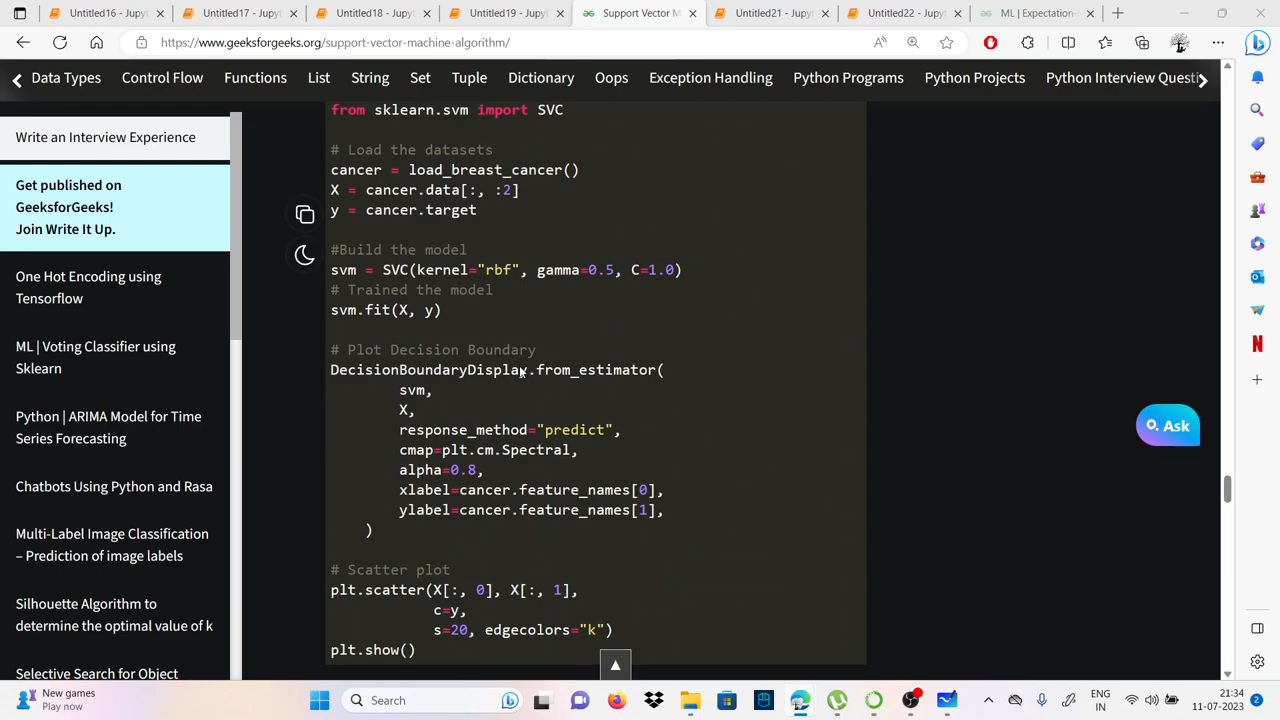 Untitled16 - Jupyt
Untitled17 - Jupyt
Untitled18 - Jupyt
Untitled19 - Jupyt
Support Vector M
Untitled21 - Jupyt
Untitled22 - Jupyt
ML | Expectation-
https://www.geeksforgeeks.org/support-vector-machine-algorithm/
Data Types
Control Flow
Functions
List
String
Set
Tuple
Dictionary
Oops
Exception Handling
Python Programs
Python Projects
Python Interview Questi
Write an Interview Experience
Get published on
GeeksforGeeks!
Join Write It Up.
One Hot Encoding using
Tensorflow
ML | Voting Classifier using
Sklearn
Python | ARIMA Model for Time
Series Forecasting
Chatbots Using Python and Rasa
Multi-Label Image Classification
– Prediction of image labels
Silhouette Algorithm to
determine the optimal value of k
Selective Search for Object
from sklearn.svm import SVC
# Load the datasets
cancer = load_breast_cancer()
X = cancer.data[:, :2]
y = cancer.target
#Build the model
svm = SVC(kernel="rbf", gamma=0.5, C=1.0)
# Trained the model
svm.fit(X, y)
# Plot Decision Boundary
DecisionBoundaryDisplay.from_estimator(
svm,
X,
response_method="predict",
cmap=plt.cm.Spectral,
alpha=0.8,
xlabel=cancer.feature_names[0],
ylabel=cancer.feature_names[1],
)
# Scatter plot
plt.scatter(X[:, 0], X[:, 1],
c=y,
s=20, edgecolors="k")
plt.show()
Ask
New games
Play now
Search
ENG
IN
21:34
11-07-2023
2